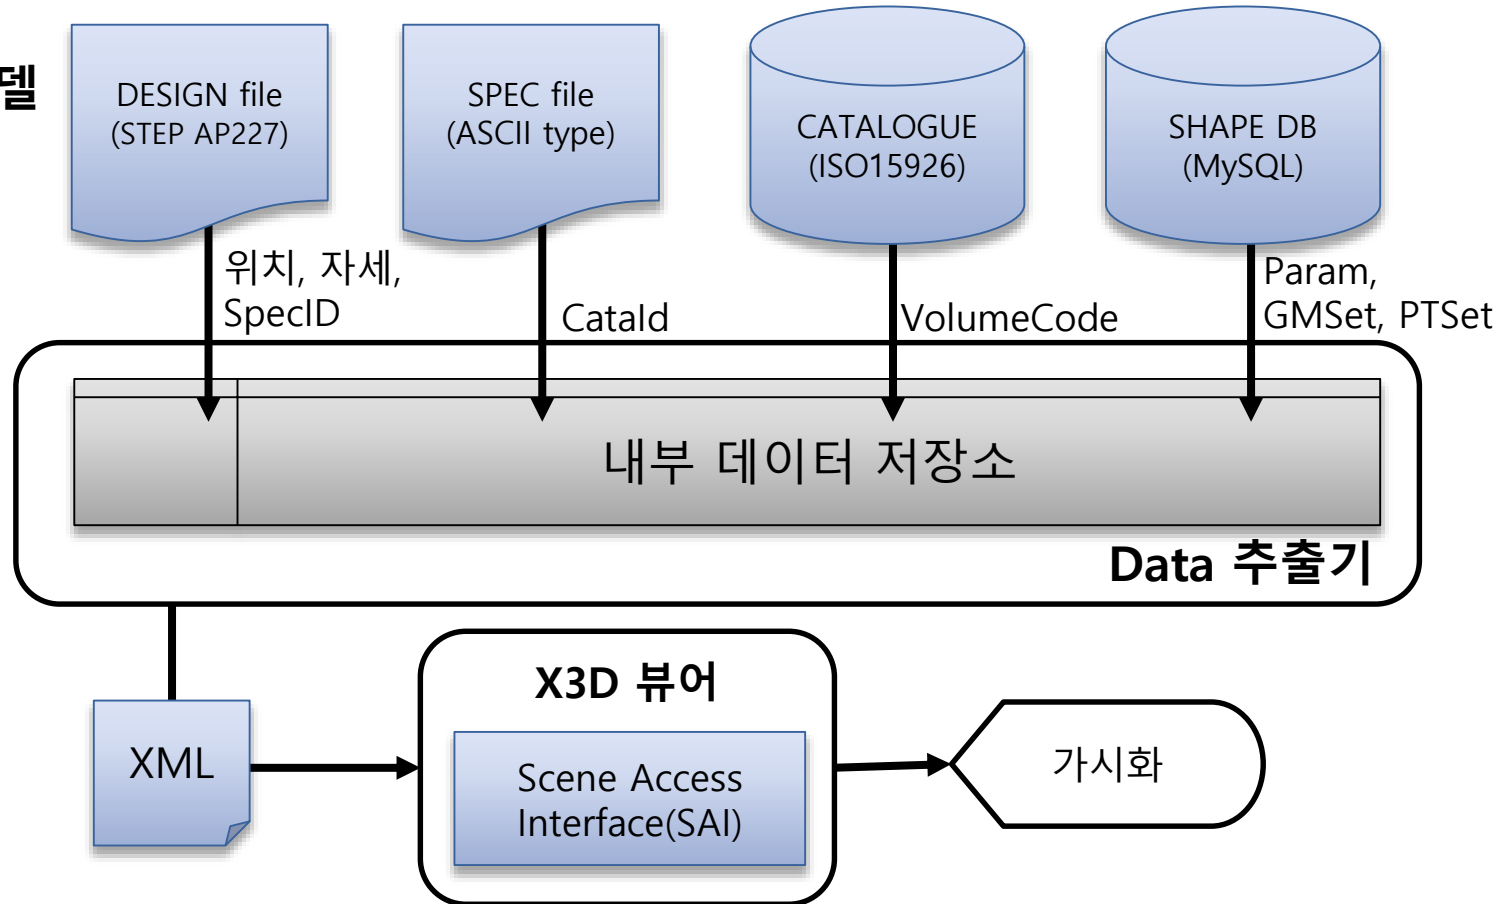 델
DESIGN file
(STEP AP227)
SPEC file
(ASCII type)
CATALOGUE
(ISO15926)
SHAPE DB
(MySQL)
위치, 자세,
SpecID
CataId
VolumeCode
Param,
GMSet, PTSet
내부 데이터 저장소
Data 추출기
XML
X3D 뷰어
Scene Access
Interface(SAI)
가시화